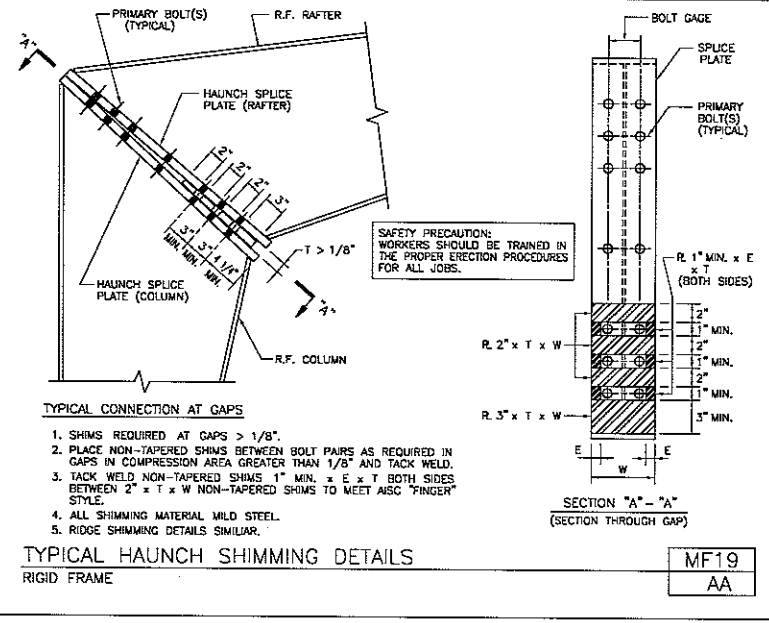 PRIMARY BOLT(S)
(TYPICAL)
R.F. RAFTER
"A"
HAUNCH SPLICE
PLATE (RAFTER)
2"
2"
2"
3"
3"
MIN.
3"
MIN.
4 1/4"
MIN.
T > 1/8"
"A"
HAUNCH SPLICE
PLATE (COLUMN)
R.F. COLUMN
SAFETY PRECAUTION:
WORKERS SHOULD BE TRAINED IN
THE PROPER ERECTION PROCEDURES
FOR ALL JOBS.
TYPICAL CONNECTION AT GAPS
1. SHIMS REQUIRED AT GAPS > 1/8".
2. PLACE NON-TAPERED SHIMS BETWEEN BOLT PAIRS AS REQUIRED IN
GAPS IN COMPRESSION AREA GREATER THAN 1/8" AND TACK WELD.
3. TACK WELD NON-TAPERED SHIMS 1" MIN. x E x T BOTH SIDES
BETWEEN 2" x T x W NON-TAPERED SHIMS TO MEET AISC "FINGER"
STYLE.
4. ALL SHIMMING MATERIAL MILD STEEL.
5. RIDGE SHIMMING DETAILS SIMILIAR.
BOLT GAGE
SPLICE
PLATE
PRIMARY
BOLT(S)
(TYPICAL)
PL 1" MIN. x E
x T
(BOTH SIDES)
2"
1" MIN.
2"
1" MIN.
2"
1" MIN.
3" MIN.
PL 2" x T x W
PL 3" x T x W
E
E
W
SECTION "A" - "A"
(SECTION THROUGH GAP)
TYPICAL HAUNCH SHIMMING DETAILS
RIGID FRAME
MF19
AA